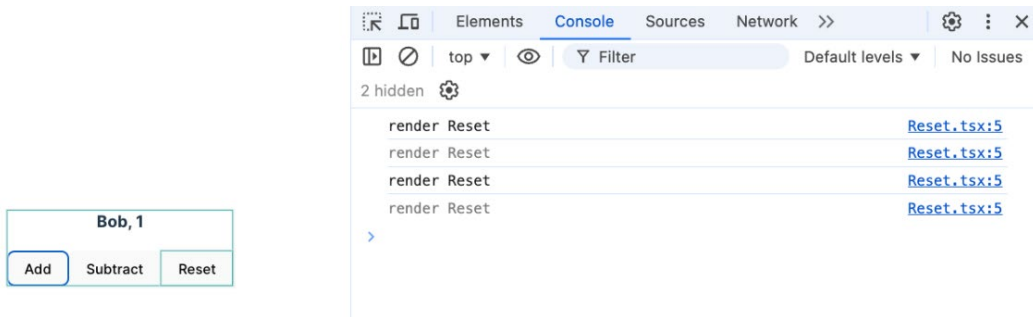 Elements Console Sources Network
top Filter Default levels No Issues
2 hidden
render Reset Reset.tsx:5
render Reset Reset.tsx:5
render Reset Reset.tsx:5
render Reset Reset.tsx:5
Bob, 1
Add Subtract Reset